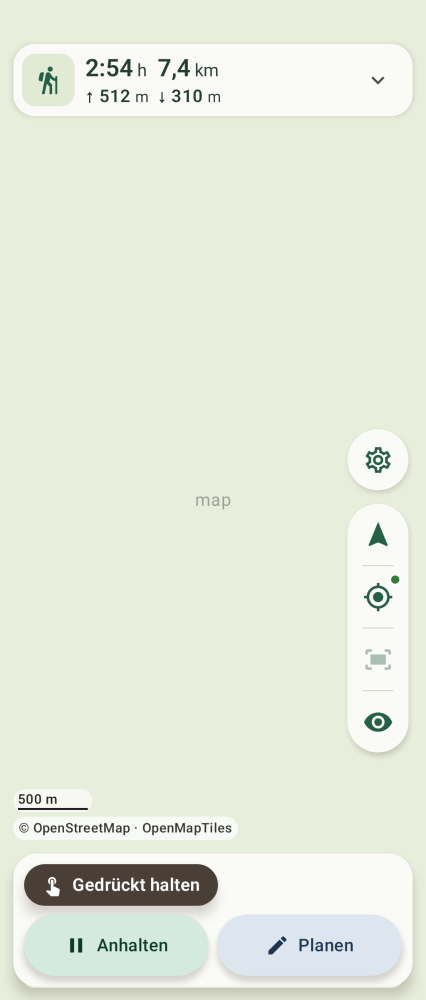 2:54 h 7,4 km
↑ 512 m ↓ 310 m
map
500 m
© OpenStreetMap · OpenMapTiles
Gedrückt halten
Anhalten
Planen